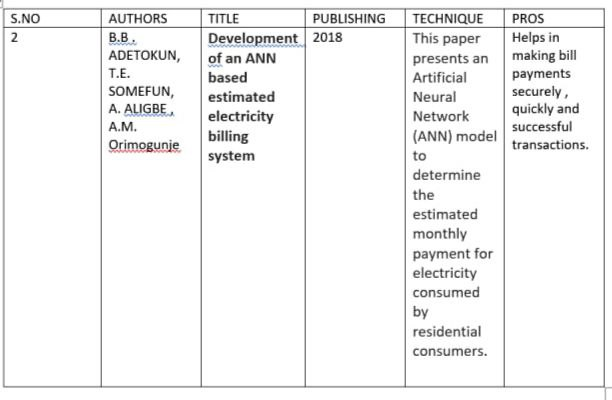 S.NO AUTHORS TITLE PUBLISHING TECHNIQUE PROS
2
B.B.
ADETOKUN,
T.E.
SOMEFUN,
A. ALIGBE,
A.M.
Orimogunje
Development
of an ANN
based
estimated
electricity
billing
system
2018
This paper
presents an
Artificial
Neural
Network
(ANN) model
to
determine
the
estimated
monthly
payment for
electricity
consumed
by
residential
consumers.
Helps in
making bill
payments
securely ,
quickly and
successful
transactions.